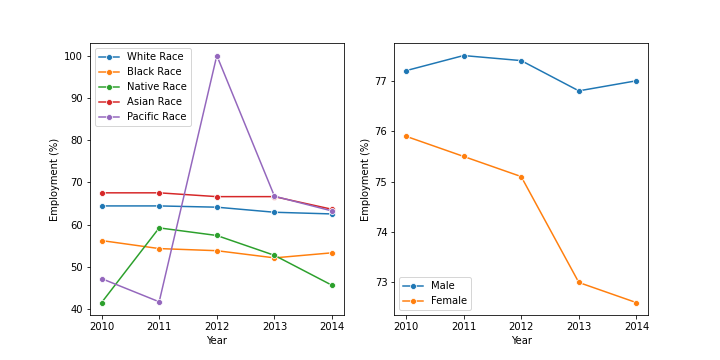 100
90
80
70
60
50
40
Employment (%)
2010 2011 2012 2013 2014
Year
White Race
Black Race
Native Race
Asian Race
Pacific Race
77
76
75
74
73
Employment (%)
2010 2011 2012 2013 2014
Year
Male
Female